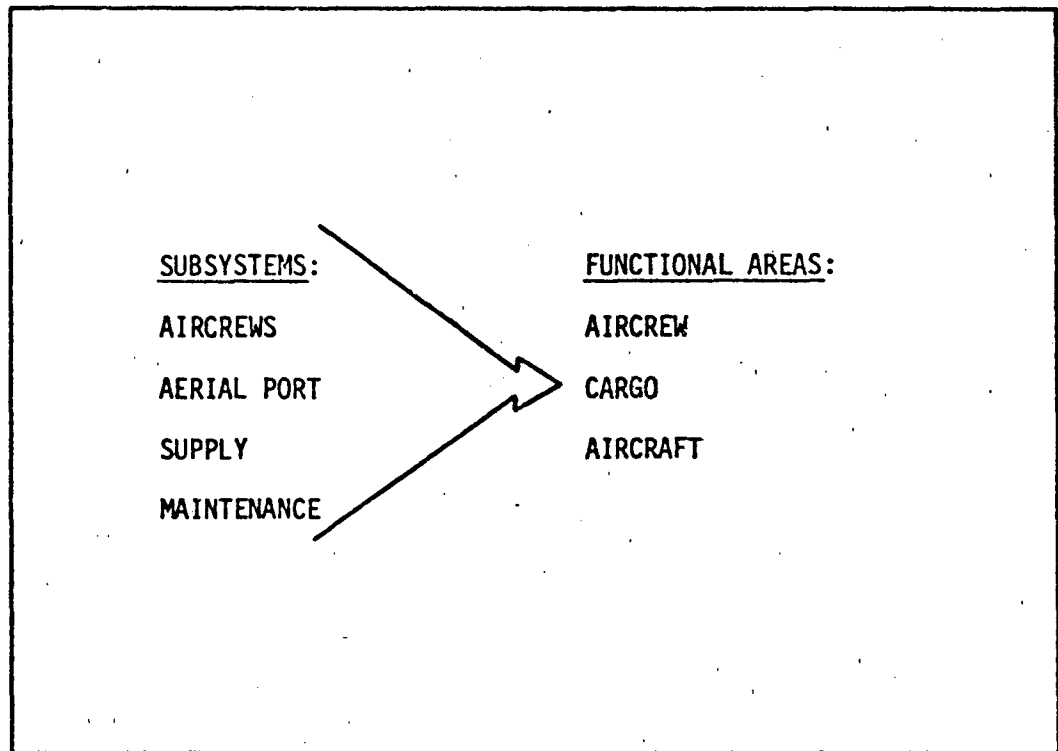 SUBSYSTEMS:
AIRCREWS
AERIAL PORT
SUPPLY
MAINTENANCE
FUNCTIONAL AREAS:
AIRCREW
CARGO
AIRCRAFT